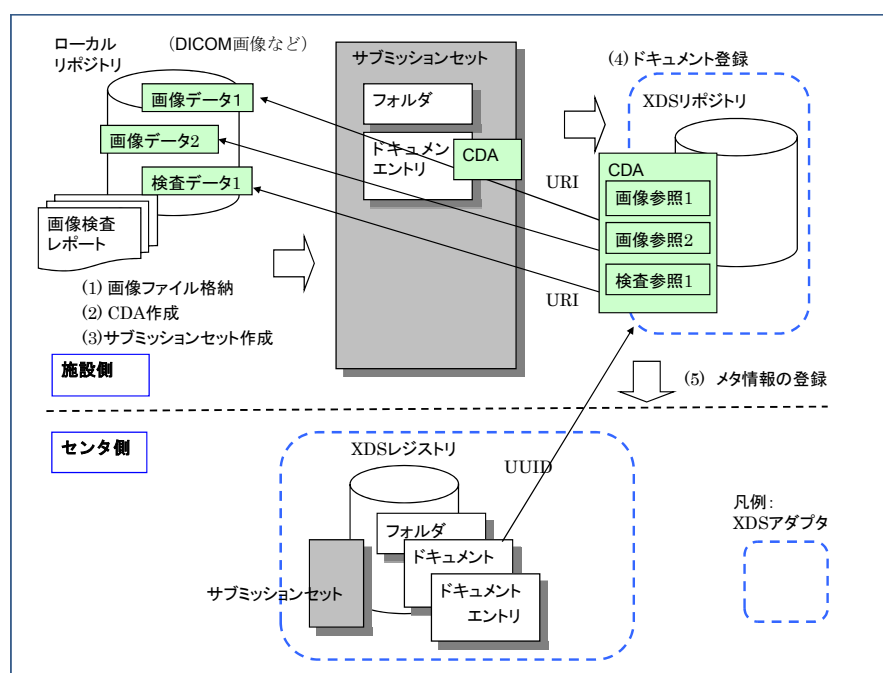 ローカル
リポジトリ
(DICOM画像など)
画像データ1
画像データ2
検査データ1
画像検査
レポート
(1) 画像ファイル格納
(2) CDA作成
(3)サブミッションセット作成
施設側
サブミッションセット
フォルダ
ドキュメン
エントリ
CDA
(4)ドキュメント登録
XDSリポジトリ
URI
CDA
画像参照1
画像参照2
検査参照1
URI
(5) メタ情報の登録
センタ側
XDSレジストリ
UUID
フォルダ
ドキュメント
ドキュメント
エントリ
サブミッションセット
凡例:
XDSアダプタ